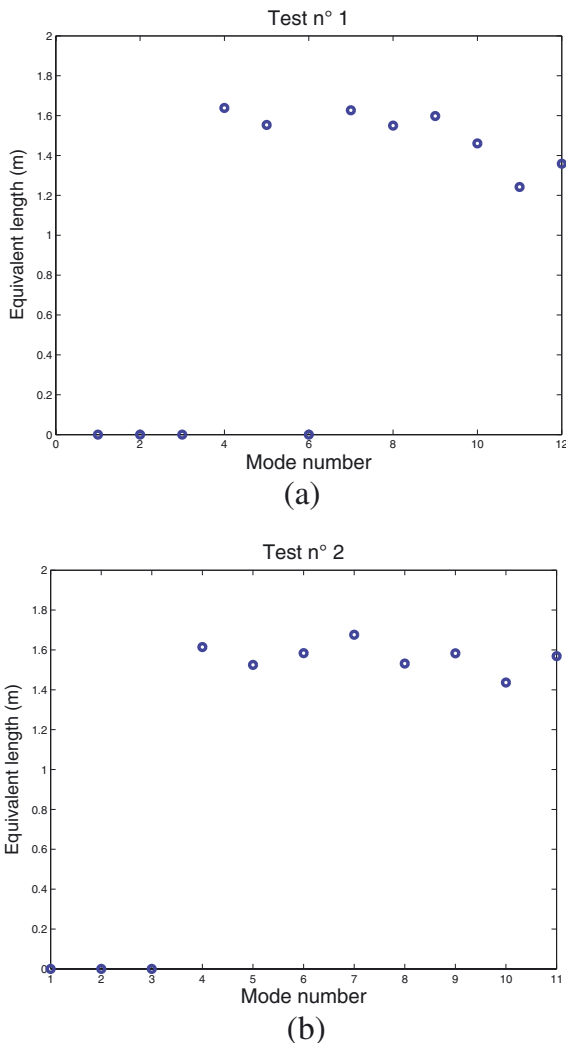 Test n° 1
2
1.8
1.6
1.4
1.2
1
0.8
0.6
0.4
0.2
0
Equivalent length (m)
0 2 4 6 8 10 12
Mode number
(a)
Test n° 2
2
1.8
1.6
1.4
1.2
1
0.8
0.6
0.4
0.2
0
Equivalent length (m)
1 2 3 4 5 6 7 8 9 10 11
Mode number
(b)